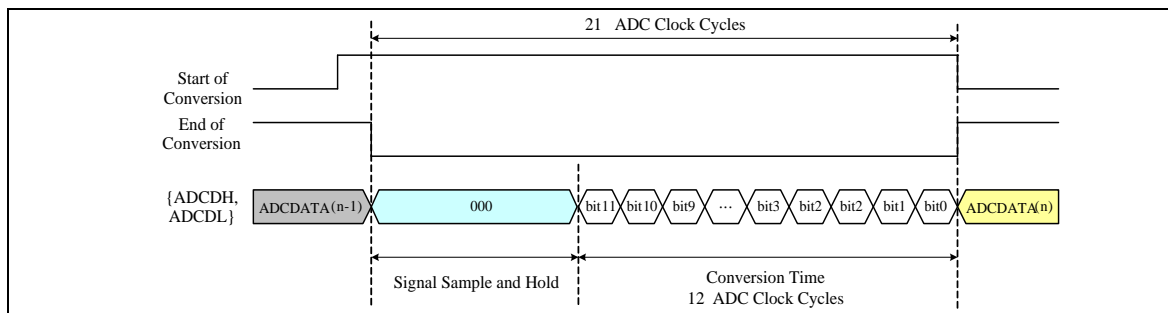 21 ADC Clock Cycles
Start of
Conversion
End of
Conversion
{ADCDH,
ADCDL}
ADCDATA(n-1)
000
bit11
bit10
bit9
...
bit3
bit2
bit2
bit1
bit0
ADCDATA(n)
Signal Sample and Hold
Conversion Time
12 ADC Clock Cycles